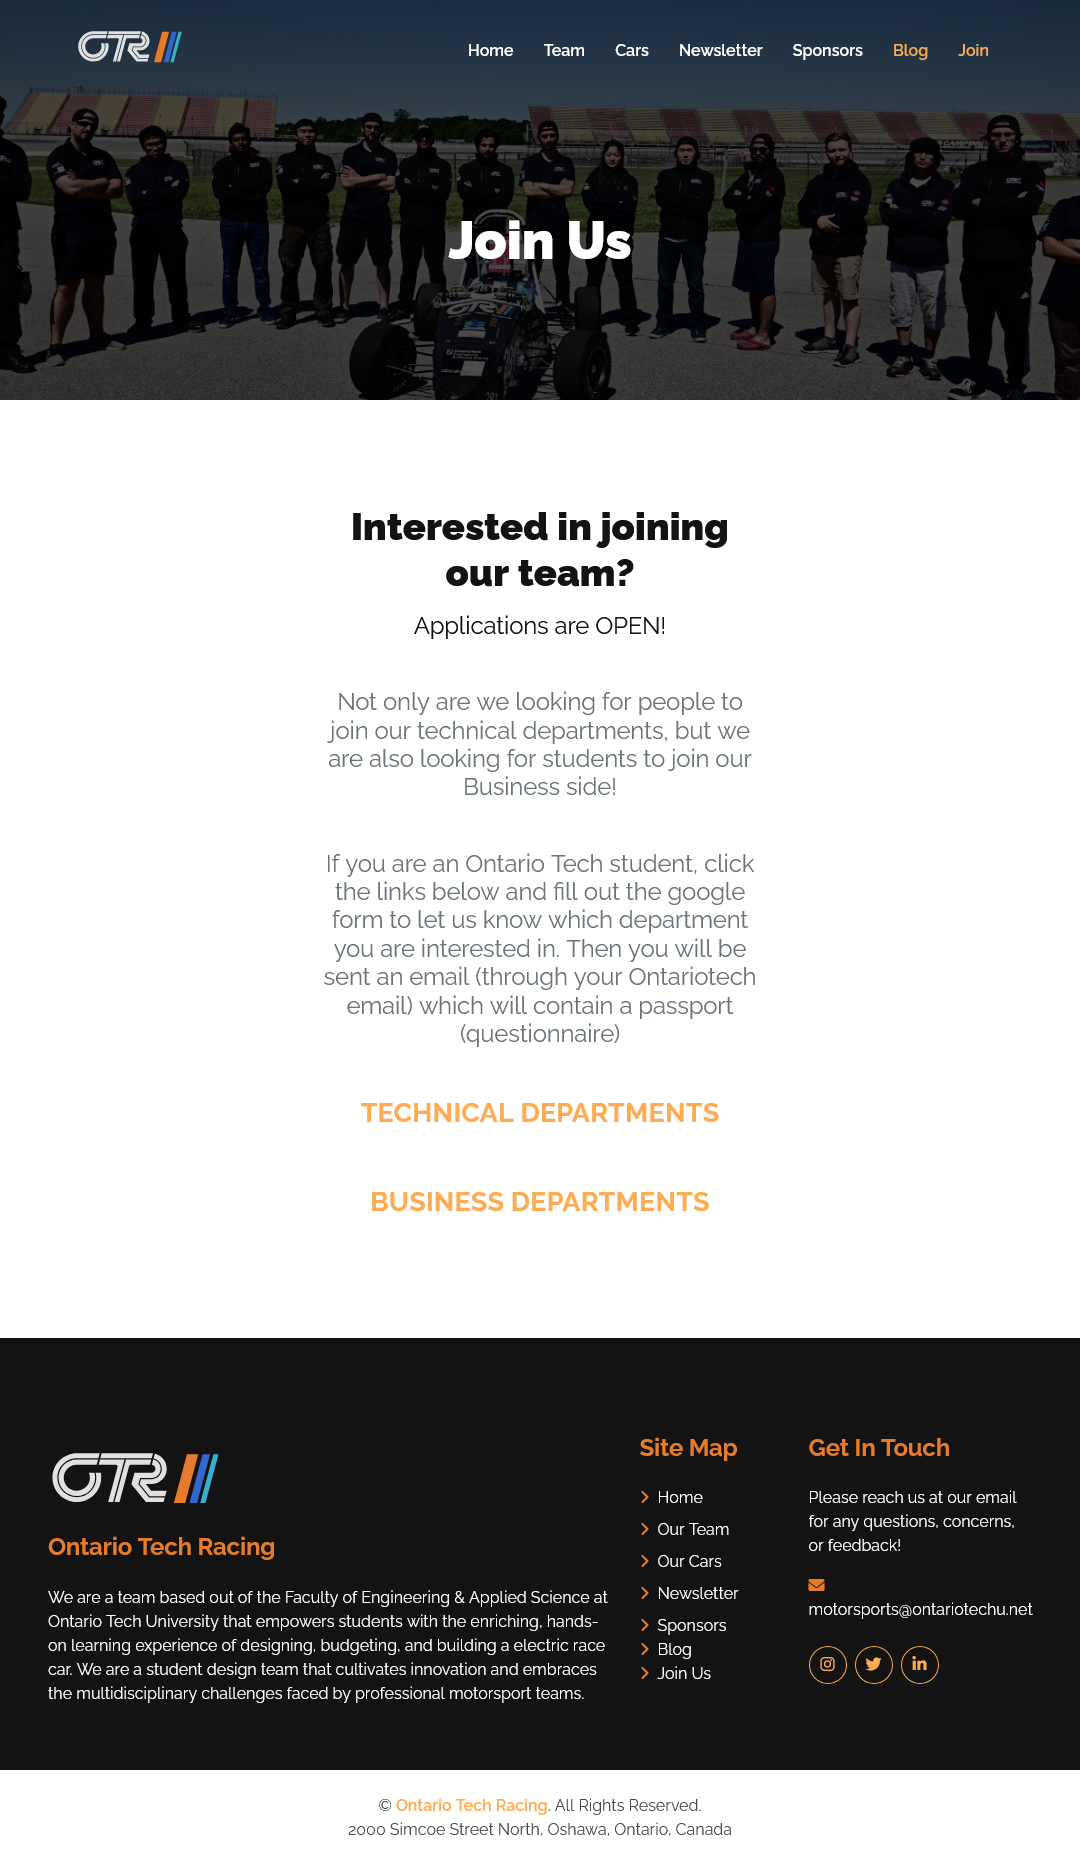 OTR
Home Team Cars Newsletter Sponsors Blog Join
Join Us
OTR
Interested in joining
our team?
Applications are OPEN!
Not only are we looking for people to
join our technical departments, but we
are also looking for students to join our
Business side!
If you are an Ontario Tech student, click
the links below and fill out the google
form to let us know which department
you are interested in. Then you will be
sent an email (through your Ontariotech
email) which will contain a passport
(questionnaire)
TECHNICAL DEPARTMENTS
BUSINESS DEPARTMENTS
OTR
Ontario Tech Racing
We are a team based out of the Faculty of Engineering & Applied Science at
Ontario Tech University that empowers students with the enriching, hands-
on learning experience of designing, budgeting, and building a electric race
car. We are a student design team that cultivates innovation and embraces
the multidisciplinary challenges faced by professional motorsport teams.
Site Map
Home
Our Team
Our Cars
Newsletter
Sponsors
Blog
Join Us
Get In Touch
Please reach us at our email
for any questions, concerns,
or feedback!
motorsports@ontariotechu.net
© Ontario Tech Racing. All Rights Reserved.
2000 Simcoe Street North, Oshawa, Ontario, Canada